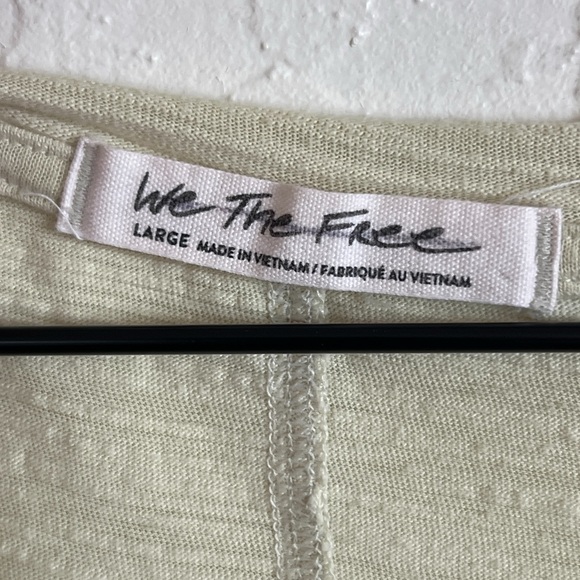 We The Free
LARGE MADE IN VIETNAM / FABRIQUÉ AU VIETNAM